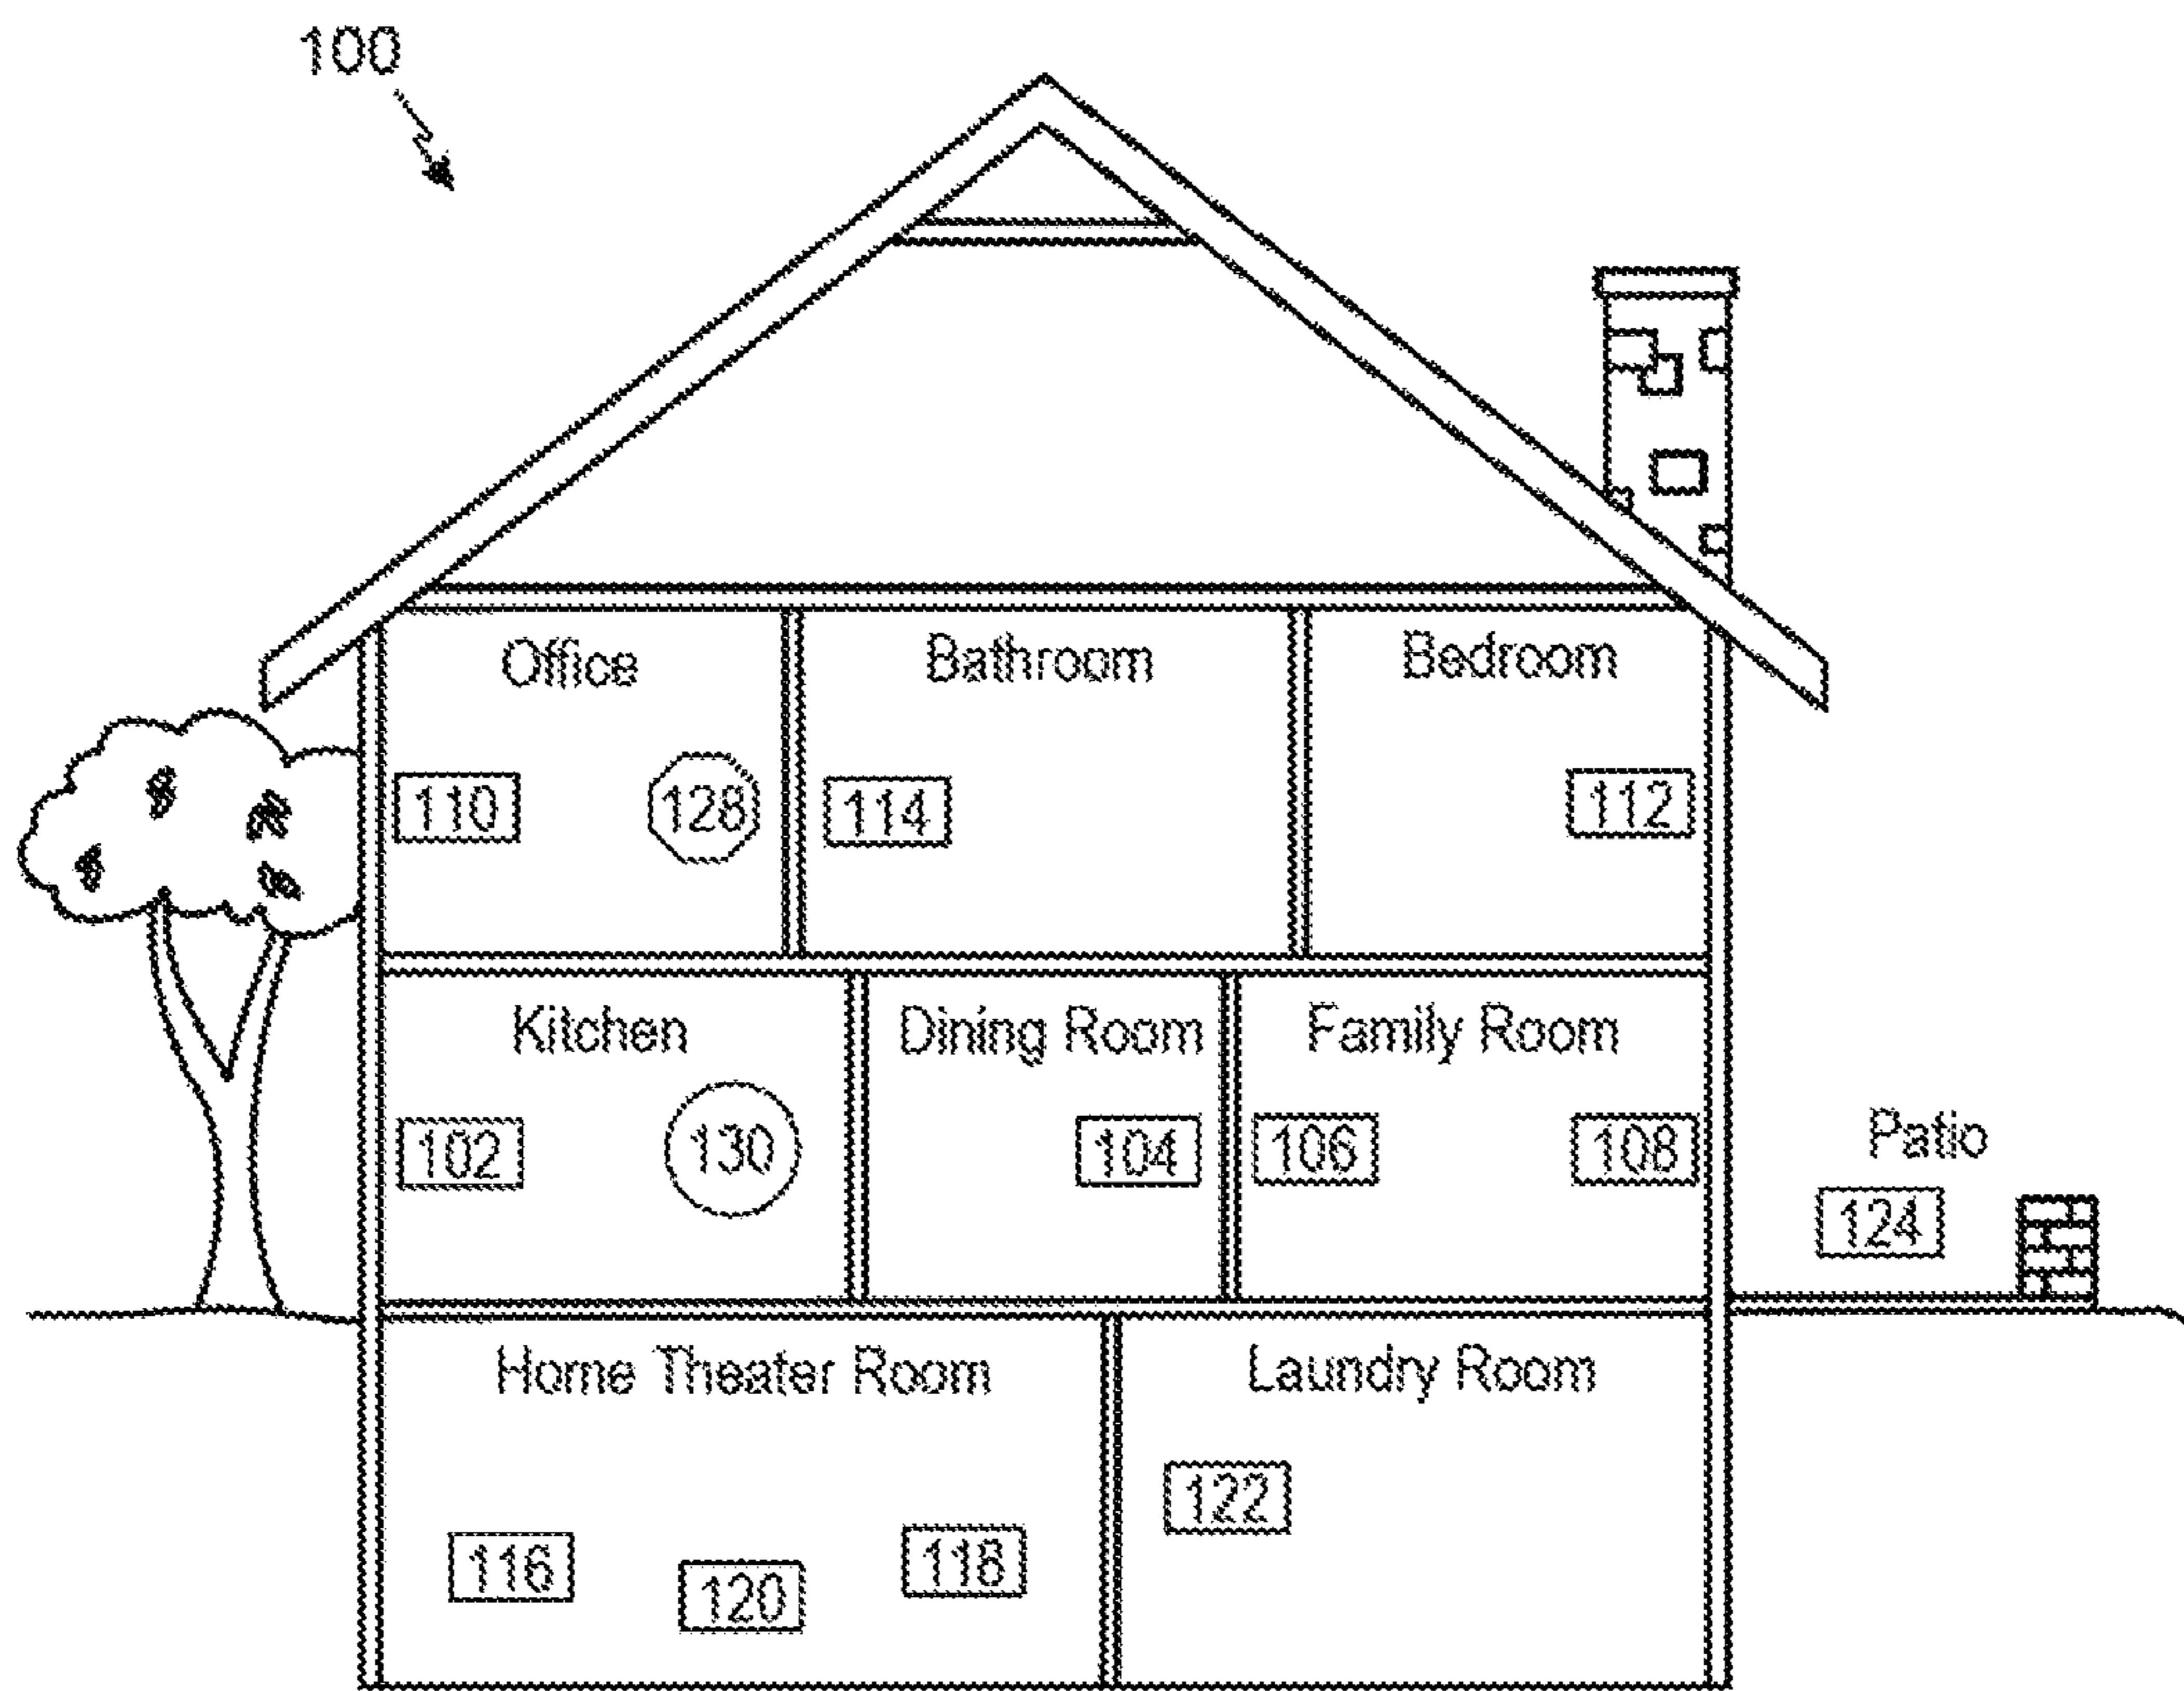 100
Office
Bathroom
Bedroom
110
128
114
112
Kitchen
Dining Room
Family Room
102
130
104
106
108
Patio
124
Home Theater Room
Laundry Room
116
120
118
122